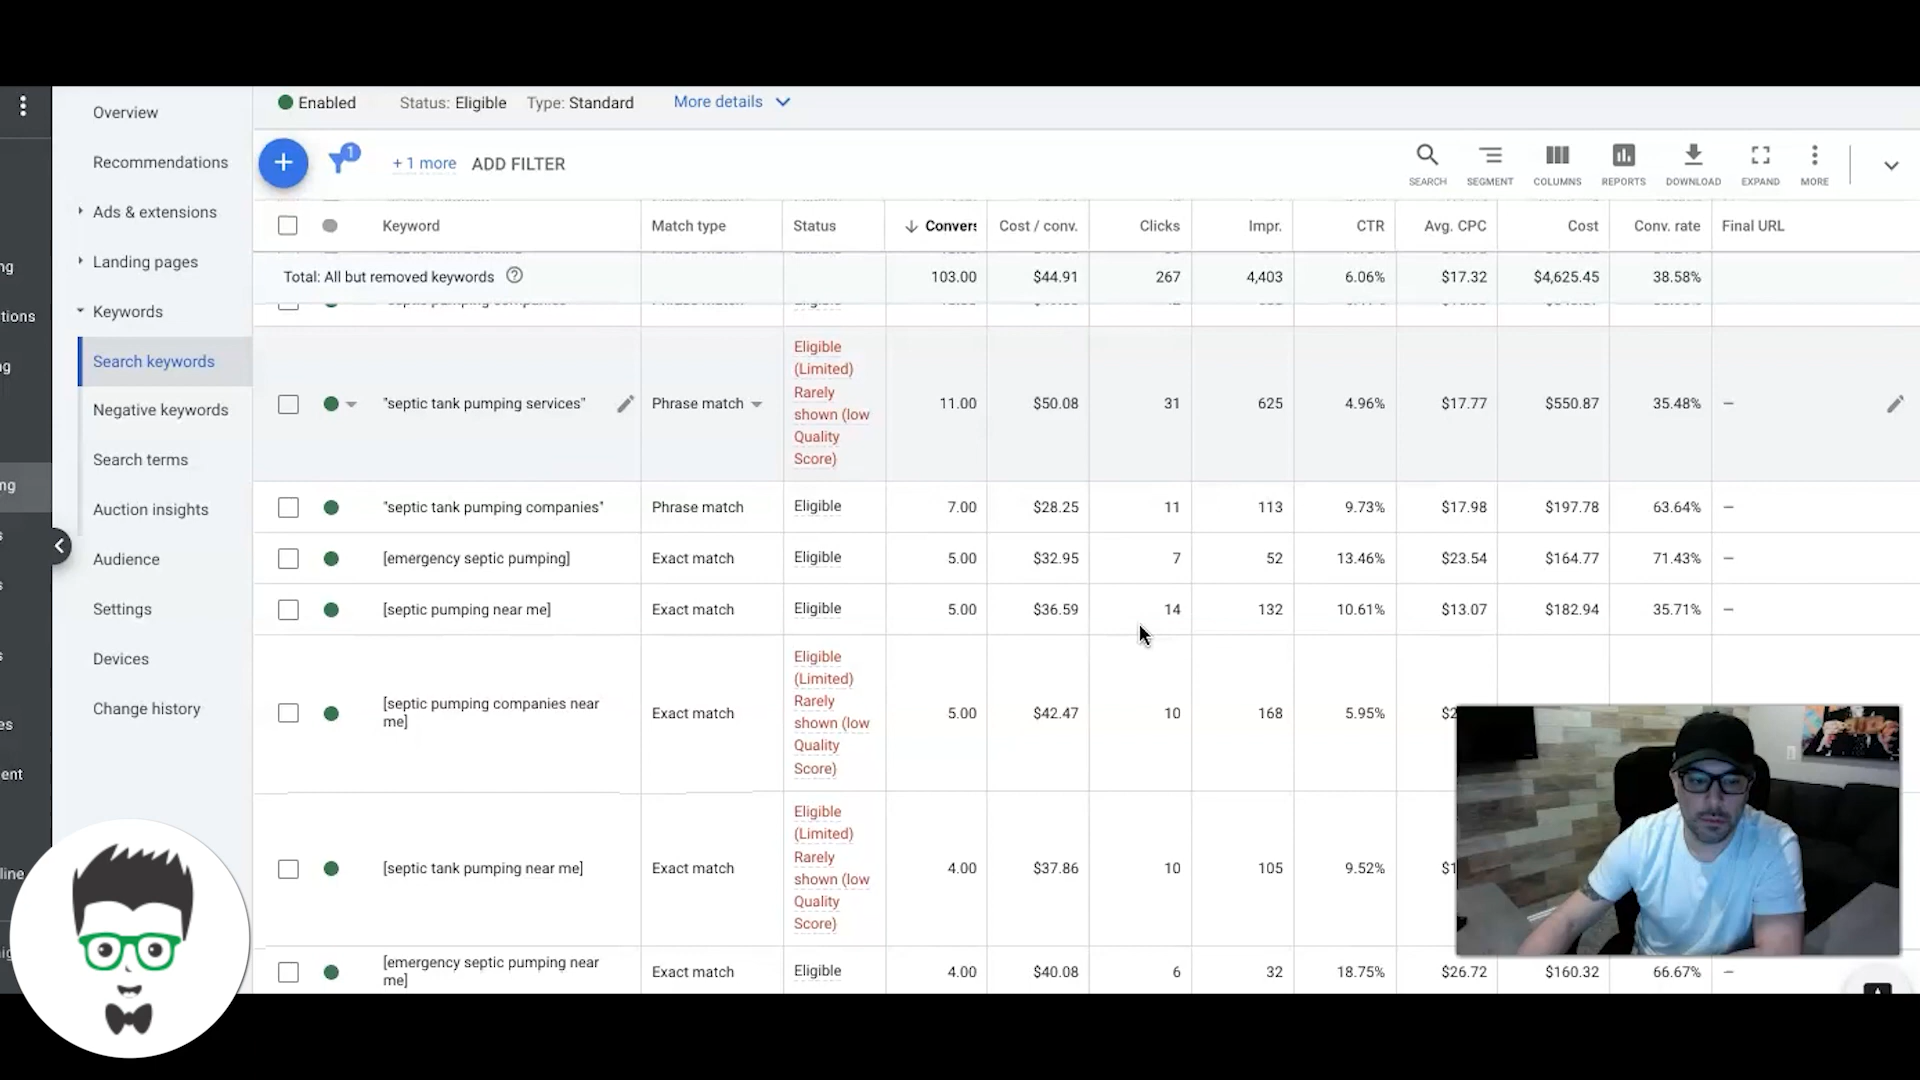 Enabled Status: Eligible Type: Standard More details
Overview
Recommendations
Ads & extensions
Landing pages
Keywords
Search keywords
Negative keywords
Search terms
Auction insights
Audience
Settings
Devices
Change history
1
+ 1 more ADD FILTER
SEARCH SEGMENT COLUMNS REPORTS DOWNLOAD EXPAND MORE
Keyword Match type Status Convers Cost / conv. Clicks Impr. CTR Avg. CPC Cost Conv. rate Final URL
Total: All but removed keywords 103.00 $44.91 267 4,403 6.06% $17.32 $4,625.45 38.58%
"septic tank pumping services" Phrase match Eligible (Limited) Rarely shown (low Quality Score) 11.00 $50.08 31 625 4.96% $17.77 $550.87 35.48% –
"septic tank pumping companies" Phrase match Eligible 7.00 $28.25 11 113 9.73% $17.98 $197.78 63.64% –
[emergency septic pumping] Exact match Eligible 5.00 $32.95 7 52 13.46% $23.54 $164.77 71.43% –
[septic pumping near me] Exact match Eligible 5.00 $36.59 14 132 10.61% $13.07 $182.94 35.71% –
[septic pumping companies near me] Exact match Eligible (Limited) Rarely shown (low Quality Score) 5.00 $42.47 10 168 5.95%
[septic tank pumping near me] Exact match Eligible (Limited) Rarely shown (low Quality Score) 4.00 $37.86 10 105 9.52%
[emergency septic pumping near me] Exact match Eligible 4.00 $40.08 6 32 18.75% $26.72 $160.32 66.67% –